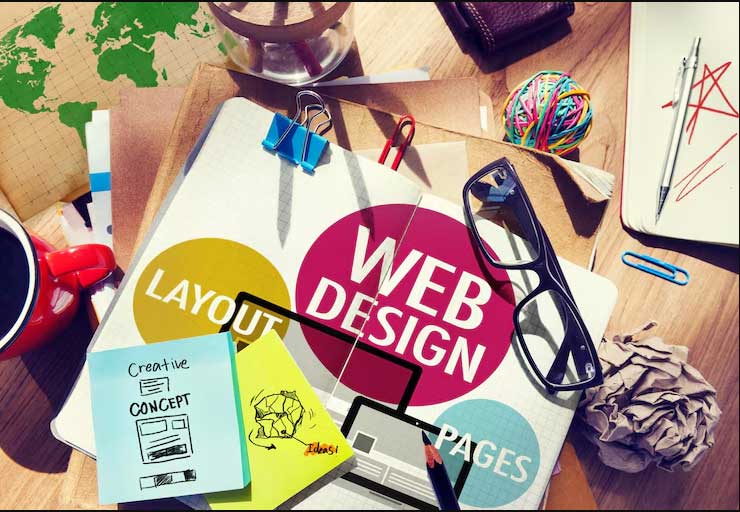 LAYOUT
WEB
DESIGN
PAGES
Creative
CONCEPT
Ideas!